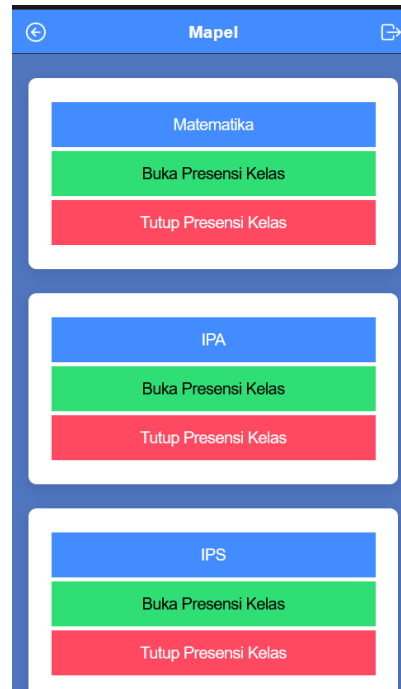 Mapel
Matematika
Buka Presensi Kelas
Tutup Presensi Kelas
IPA
Buka Presensi Kelas
Tutup Presensi Kelas
IPS
Buka Presensi Kelas
Tutup Presensi Kelas